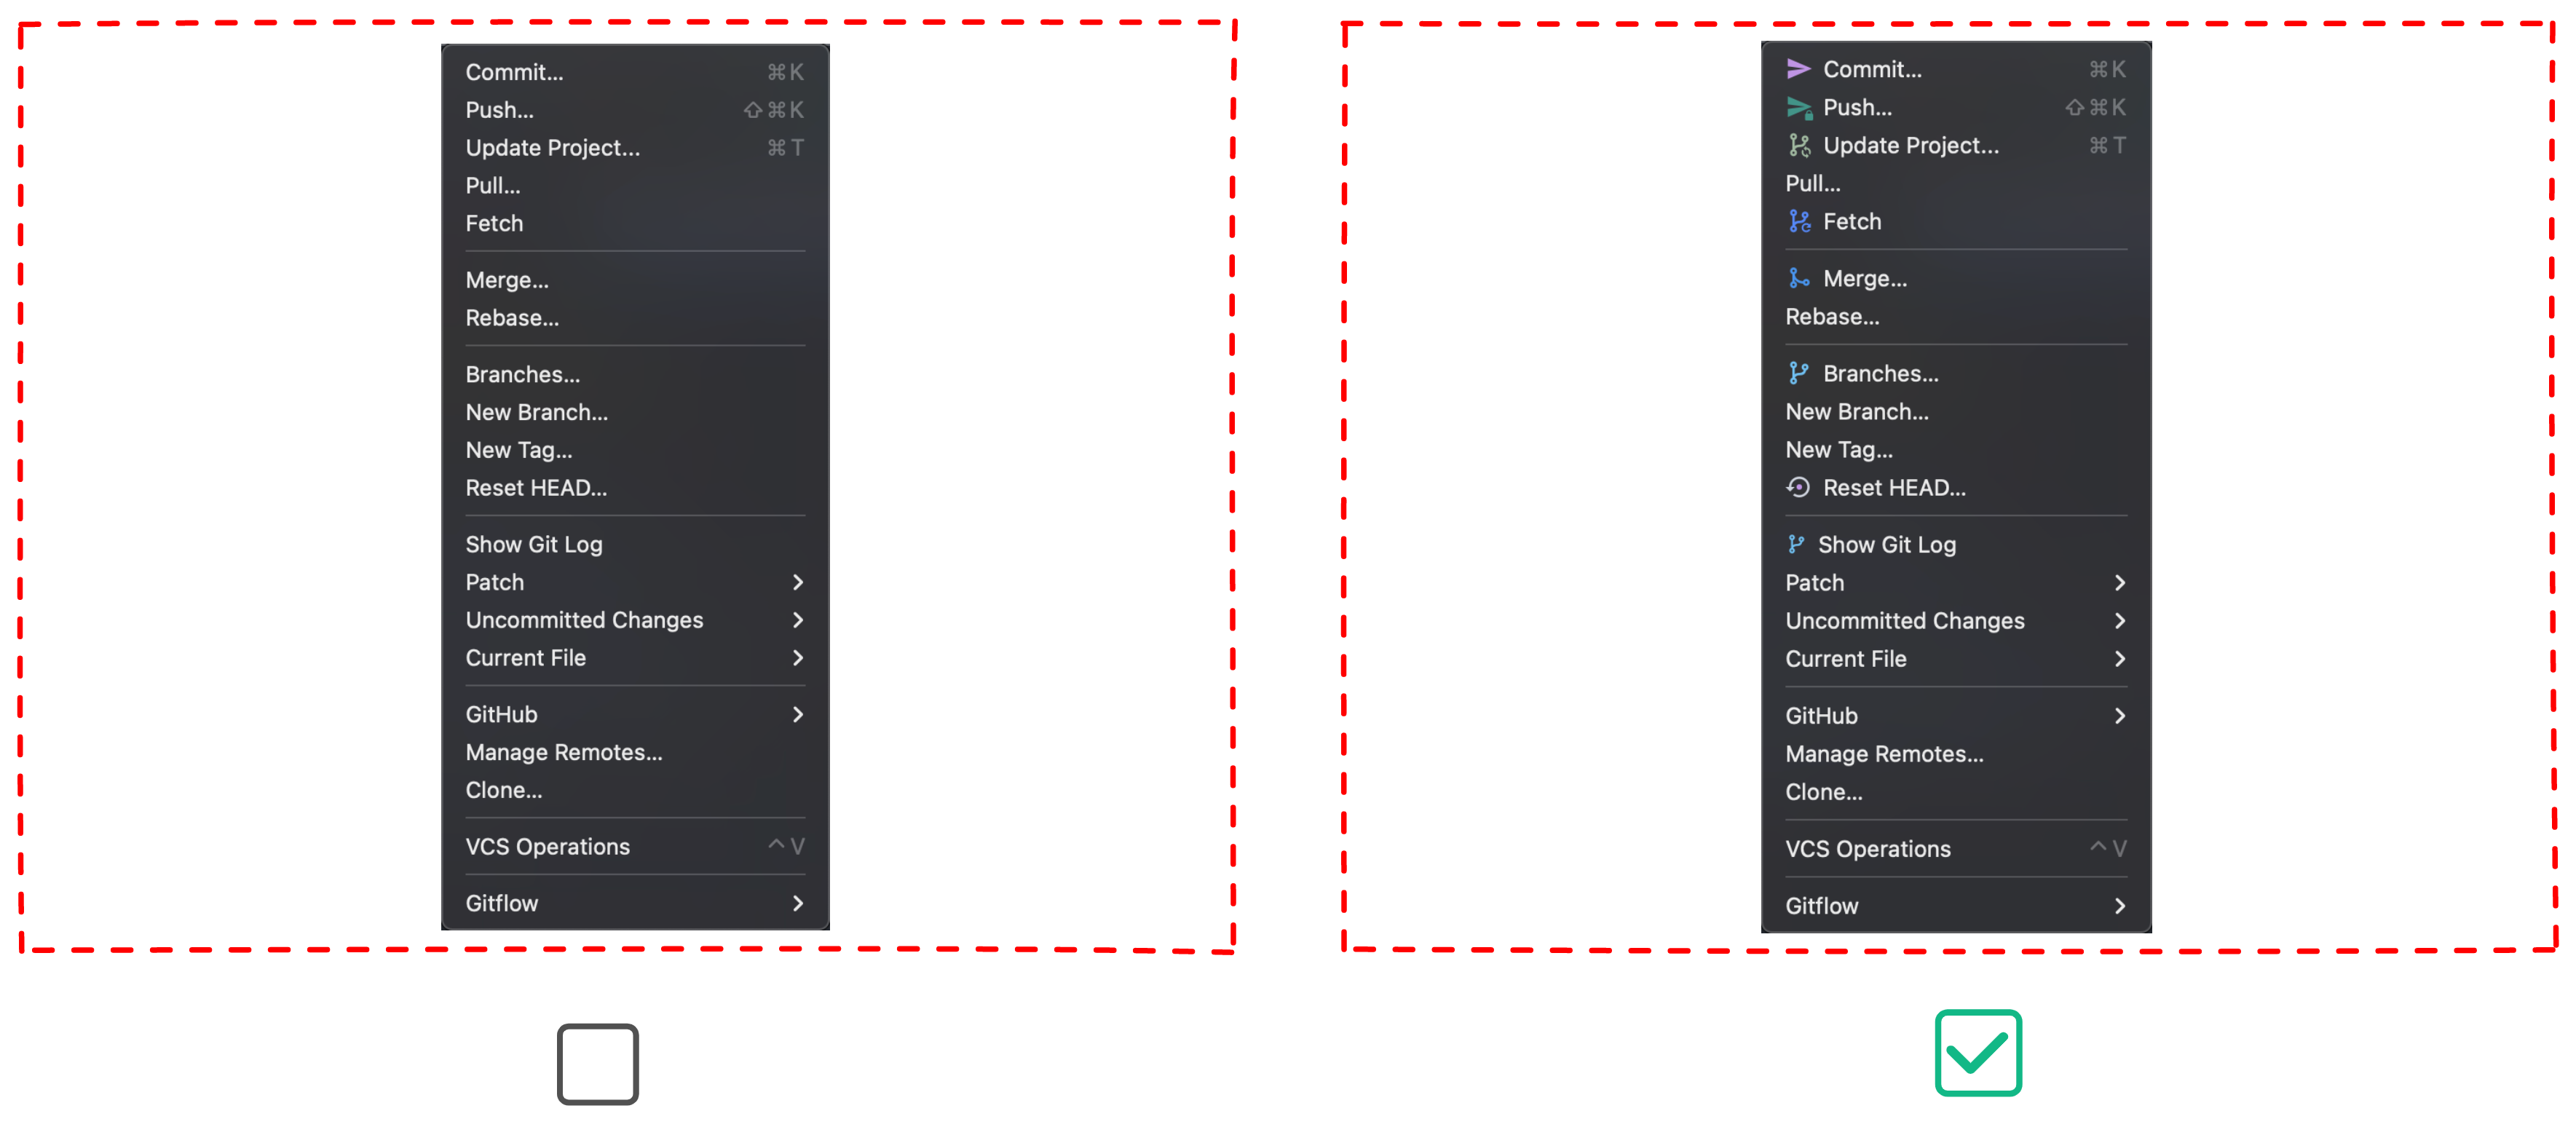 Commit... ⌘K
Push... ⇧⌘K
Update Project... ⌘T
Pull...
Fetch
Merge...
Rebase...
Branches...
New Branch...
New Tag...
Reset HEAD...
Show Git Log
Patch
Uncommitted Changes
Current File
GitHub
Manage Remotes...
Clone...
VCS Operations ^V
Gitflow
Commit... ⌘K
Push... ⇧⌘K
Update Project... ⌘T
Pull...
Fetch
Merge...
Rebase...
Branches...
New Branch...
New Tag...
Reset HEAD...
Show Git Log
Patch
Uncommitted Changes
Current File
GitHub
Manage Remotes...
Clone...
VCS Operations ^V
Gitflow